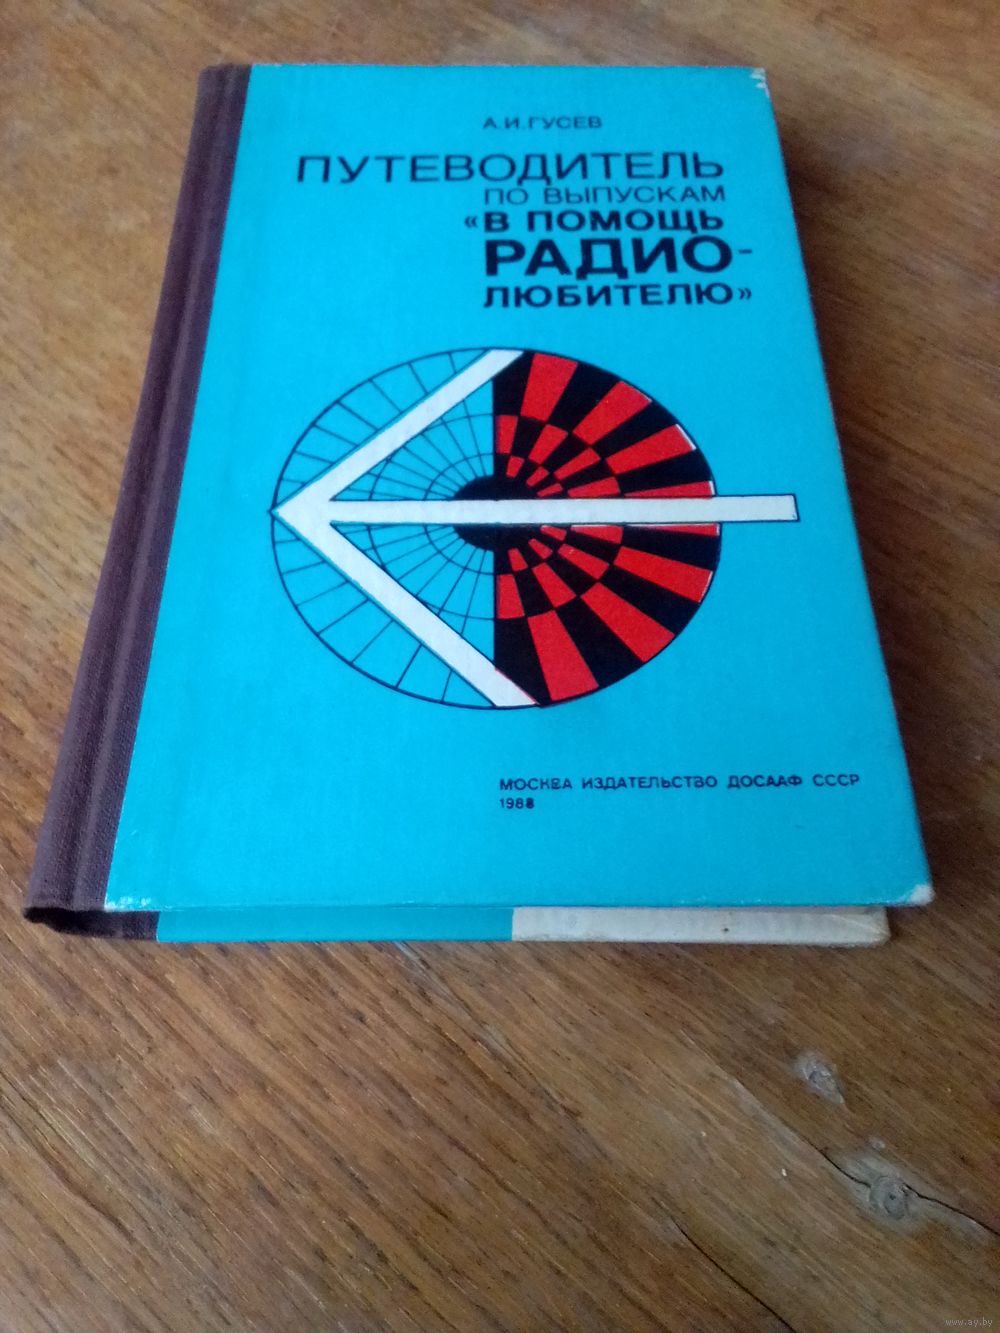 А.И.ГУСЕВ
ПУТЕВОДИТЕЛЬ
ПО ВЫПУСКАМ
«В ПОМОЩЬ
РАДИО-
ЛЮБИТЕЛЮ»
МОСКВА ИЗДАТЕЛЬСТВО ДОСААФ СССР
1988
www.ay.by